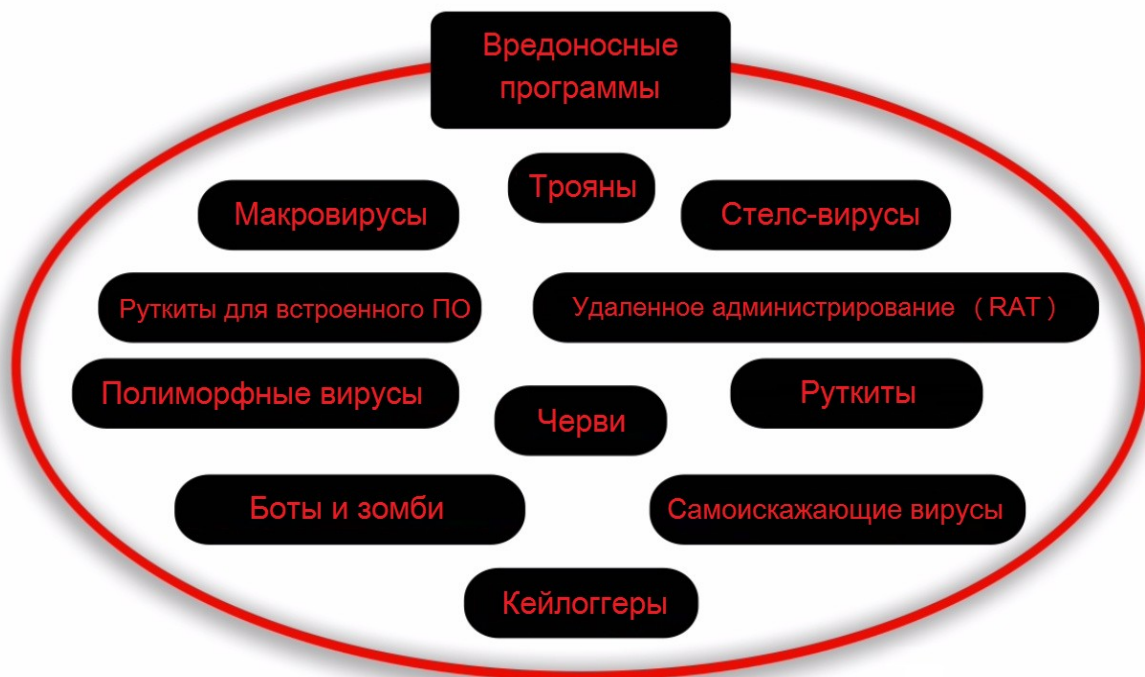 Вредоносные
программы
Трояны
Макровирусы
Стелс-вирусы
Руткиты для встроенного ПО
Удаленное администрирование ( RAT )
Полиморфные вирусы
Руткиты
Черви
Боты и зомби
Самоискажающие вирусы
Кейлоггеры